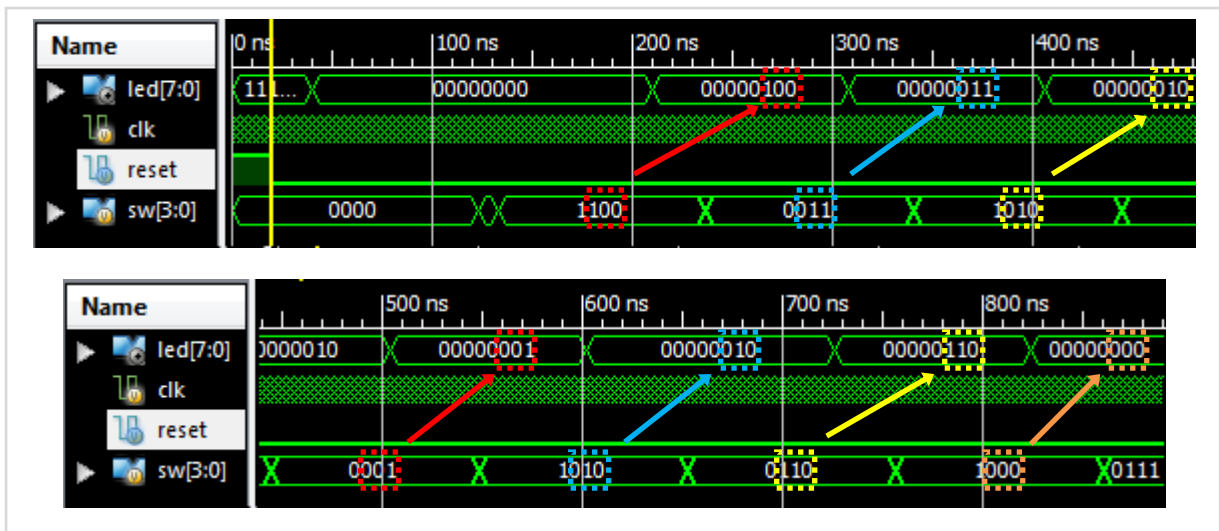 Name 0 ns 100 ns 200 ns 300 ns 400 ns
led[7:0] 111... 00000000 00000100 00000011 00000010
clk
reset
sw[3:0] 0000 1100 0011 1010
Name 500 ns 600 ns 700 ns 800 ns
led[7:0] 0000010 00000001 00000010 00000110 00000000
clk
reset
sw[3:0] 0001 1010 0110 1000 0111